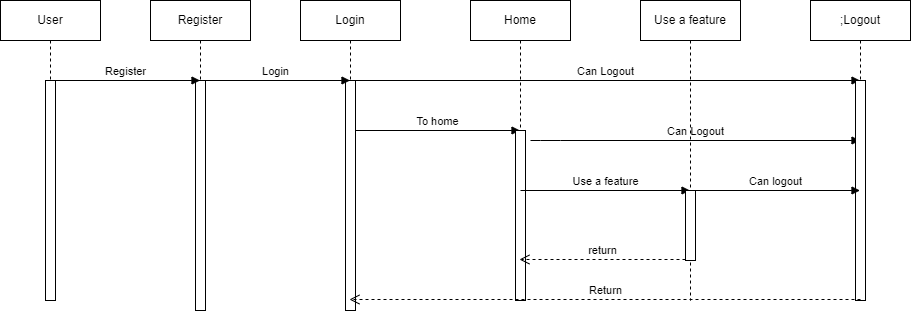 User
Register
Login
Home
Use a feature
;Logout
Register
Login
Can Logout
To home
Can Logout
Use a feature
Can logout
return
Return